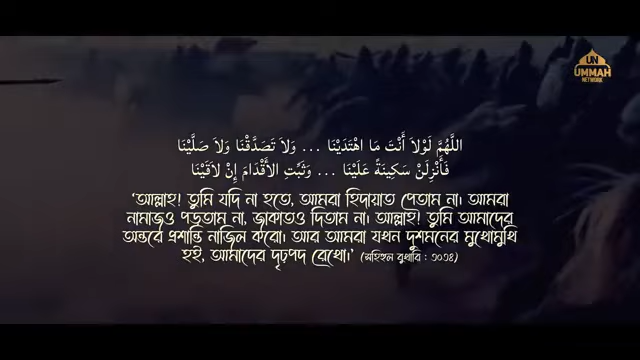 UN
UMMAH
NETWORK
اللَّهُمَّ لَوْلاَ أَنْتَ مَا اهْتَدَيْنَا ... وَلاَ تَصَدَّقْنَا وَلاَ صَلَّيْنَا
فَأَنْزِلَنْ سَكِينَةً عَلَيْنَا ... وَثَبِّتِ الأَقْدَامَ إِنْ لاَقَيْنَا
‘আল্লাহ! তুমি যদি না হতে, আমরা হিদায়াত পেতাম না। আমরা
নামাজও পড়তাম না, জাকাতও দিতাম না। আল্লাহ! তুমি আমাদের
অন্তরে প্রশান্তি নাজিল করো। আর আমরা যখন দুশমনের মুখোমুখি
হই, আমাদের দৃঢ়পদ রেখো।’ (সহিহুল বুখারি : ৩০৩৪)